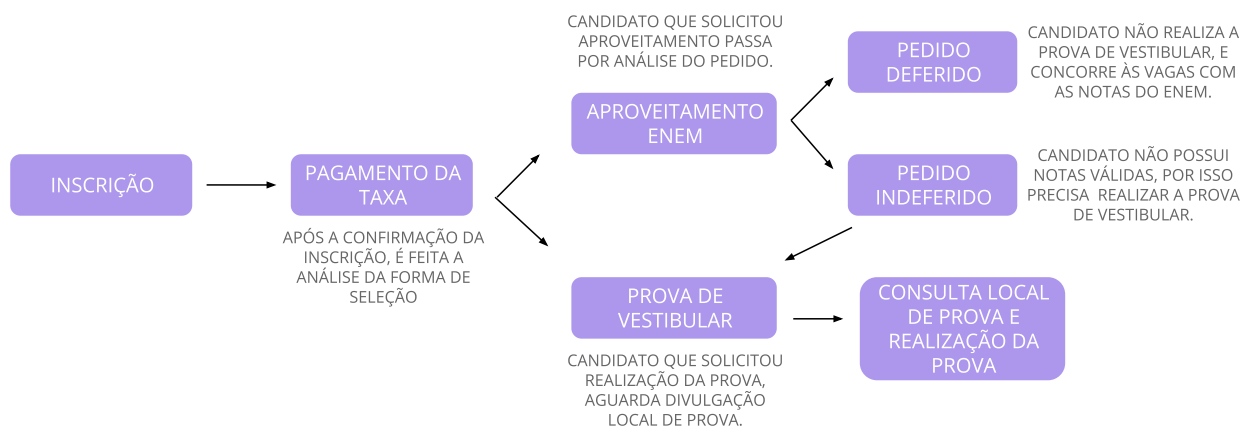 INSCRIÇÃO
PAGAMENTO DA
TAXA
APÓS A CONFIRMAÇÃO DA
INSCRIÇÃO, É FEITA A
ANÁLISE DA FORMA DE
SELEÇÃO
CANDIDATO QUE SOLICITOU
APROVEITAMENTO PASSA
POR ANÁLISE DO PEDIDO.
APROVEITAMENTO
ENEM
PEDIDO
DEFERIDO
CANDIDATO NÃO REALIZA A
PROVA DE VESTIBULAR, E
CONCORRE ÀS VAGAS COM
AS NOTAS DO ENEM.
PEDIDO
INDEFERIDO
CANDIDATO NÃO POSSUI
NOTAS VÁLIDAS, POR ISSO
PRECISA REALIZAR A PROVA
DE VESTIBULAR.
PROVA DE
VESTIBULAR
CANDIDATO QUE SOLICITOU
REALIZAÇÃO DA PROVA,
AGUARDA DIVULGAÇÃO
LOCAL DE PROVA.
CONSULTA LOCAL
DE PROVA E
REALIZAÇÃO DA
PROVA